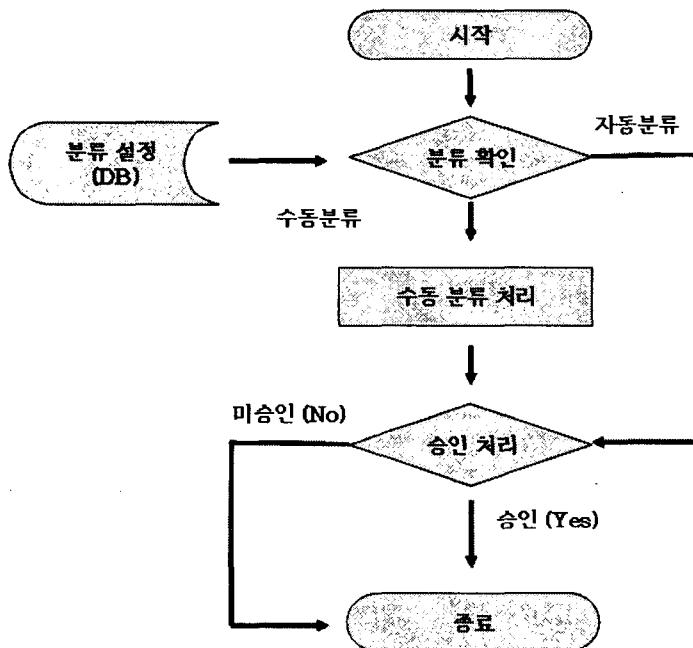 시작
자동분류
분류 설정
(DB)
분류 확인
수동분류
수동 분류 처리
미승인 (No)
승인 처리
승인 (Yes)
종료